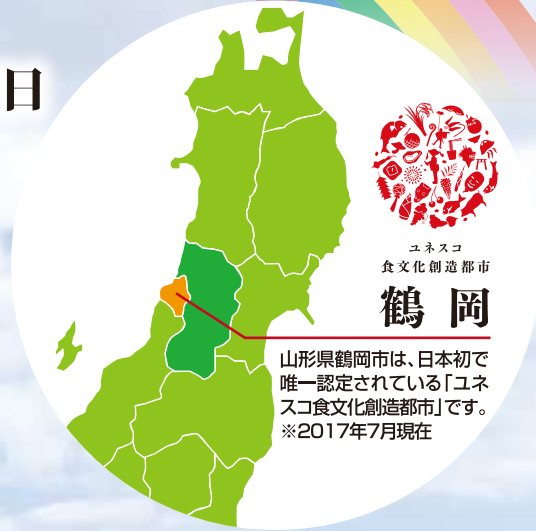 日
ユネスコ
食文化創造都市
鶴岡
山形県鶴岡市は、日本初で
唯一認定されている「ユネ
スコ食文化創造都市」です。
※2017年7月現在